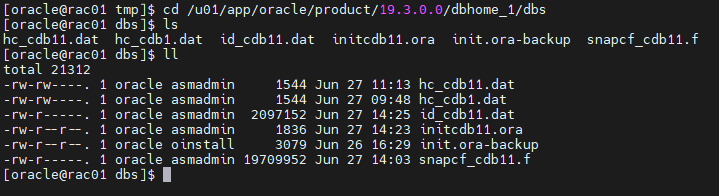 [oracle@rac01 tmp]$ cd /u01/app/oracle/product/19.3.0.0/dbhome_1/dbs
[oracle@rac01 dbs]$ ls
hc_cdb11.dat  hc_cdb1.dat  id_cdb11.dat  initcdb11.ora  init.ora-backup  snapcf_cdb11.f
[oracle@rac01 dbs]$ ll
total 21312
-rw-rw----. 1 oracle asmadmin     1544 Jun 27 11:13 hc_cdb11.dat
-rw-rw----. 1 oracle asmadmin     1544 Jun 27 09:48 hc_cdb1.dat
-rw-r-----. 1 oracle asmadmin  2097152 Jun 27 14:25 id_cdb11.dat
-rw-r--r--. 1 oracle asmadmin     1836 Jun 27 14:23 initcdb11.ora
-rw-r-----. 1 oracle oinstall     3079 Jun 26 16:29 init.ora-backup
-rw-r-----. 1 oracle asmadmin 19709952 Jun 27 14:03 snapcf_cdb11.f
[oracle@rac01 dbs]$